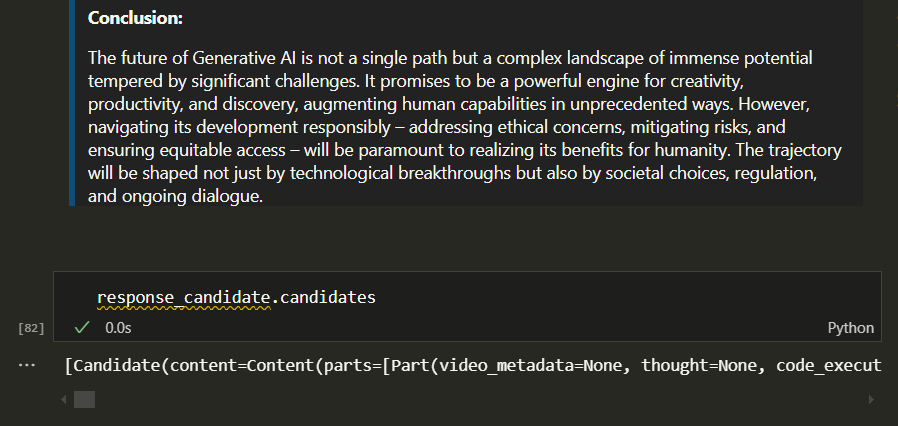 Conclusion:
The future of Generative AI is not a single path but a complex landscape of immense potential
tempered by significant challenges. It promises to be a powerful engine for creativity,
productivity, and discovery, augmenting human capabilities in unprecedented ways. However,
navigating its development responsibly – addressing ethical concerns, mitigating risks, and
ensuring equitable access – will be paramount to realizing its benefits for humanity. The trajectory
will be shaped not just by technological breakthroughs but also by societal choices, regulation,
and ongoing dialogue.
response_candidate.candidates
[82] ✓ 0.0s Python
... [Candidate(content=Content(parts=[Part(video_metadata=None, thought=None, code_execut